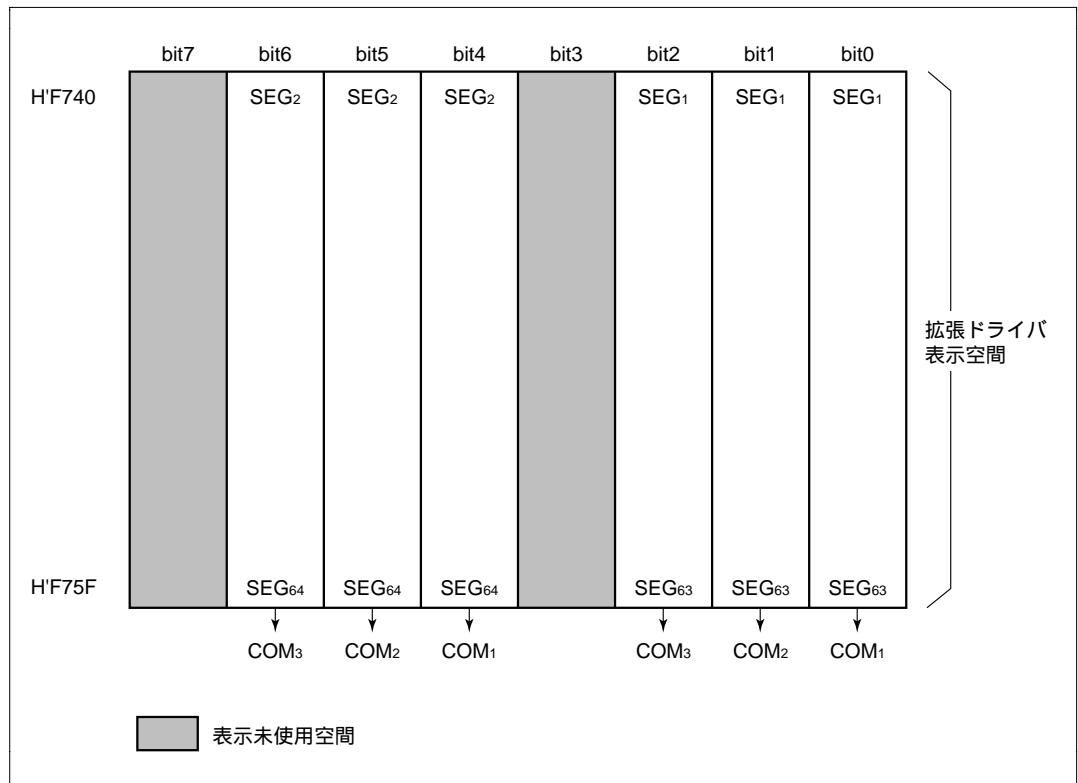 bit7 bit6 bit5 bit4 bit3 bit2 bit1 bit0
H'F740 SEG2 SEG2 SEG2 SEG1 SEG1 SEG1
拡張ドライバ
表示空間
H'F75F SEG64 SEG64 SEG64 SEG63 SEG63 SEG63
COM3 COM2 COM1 COM3 COM2 COM1
表示未使用空間